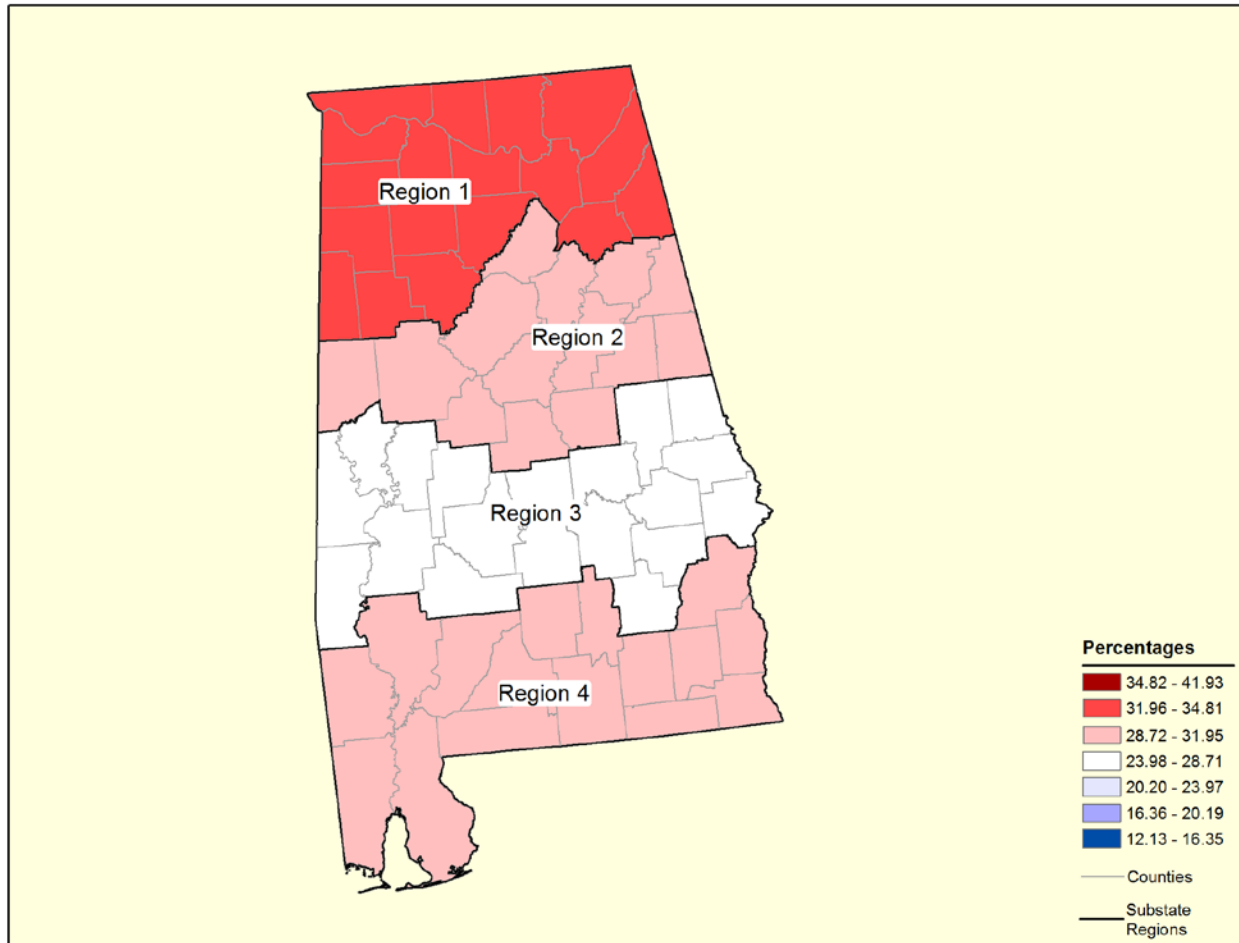 Region 1
Region 2
Region 3
Region 4
Percentages
34.82 - 41.93
31.96 - 34.81
28.72 - 31.95
23.98 - 28.71
20.20 - 23.97
16.36 - 20.19
12.13 - 16.35
Counties
Substate
Regions